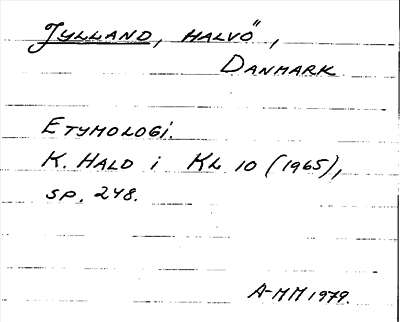 Jylland, halvö,
Danmark
Etymologi.
K. Hald i KL 10 (1965),
sp. 248.
A-MM 1979.